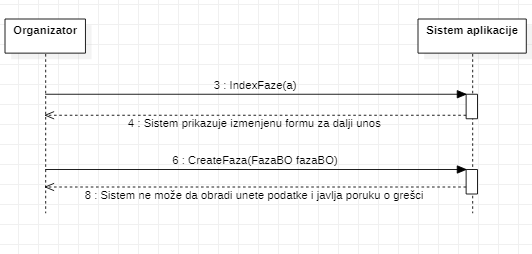 Organizator
Sistem aplikacije
3 : IndexFaze(a)
4 : Sistem prikazuje izmenjenu formu za dalji unos
6 : CreateFaza(FazaBO fazaBO)
8 : Sistem ne može da obradi unete podatke i javlja poruku o grešci